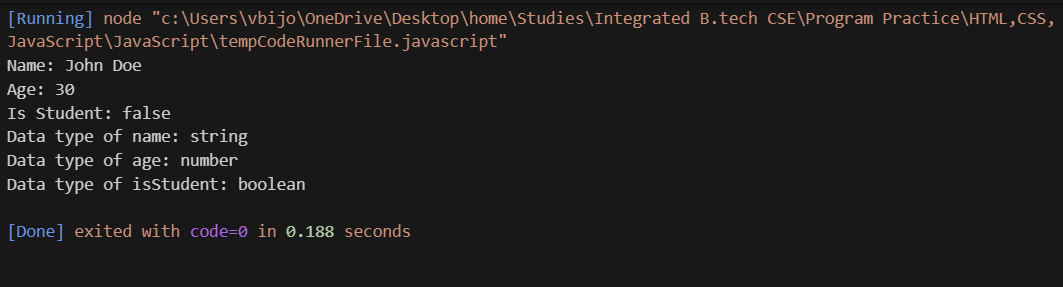 [Running] node "c:\Users\vbijo\OneDrive\Desktop\home\Studies\Integrated B.tech CSE\Program Practice\HTML,CSS,
JavaScript\JavaScript\tempCodeRunnerFile.javascript"
Name: John Doe
Age: 30
Is Student: false
Data type of name: string
Data type of age: number
Data type of isStudent: boolean
[Done] exited with code=0 in 0.188 seconds